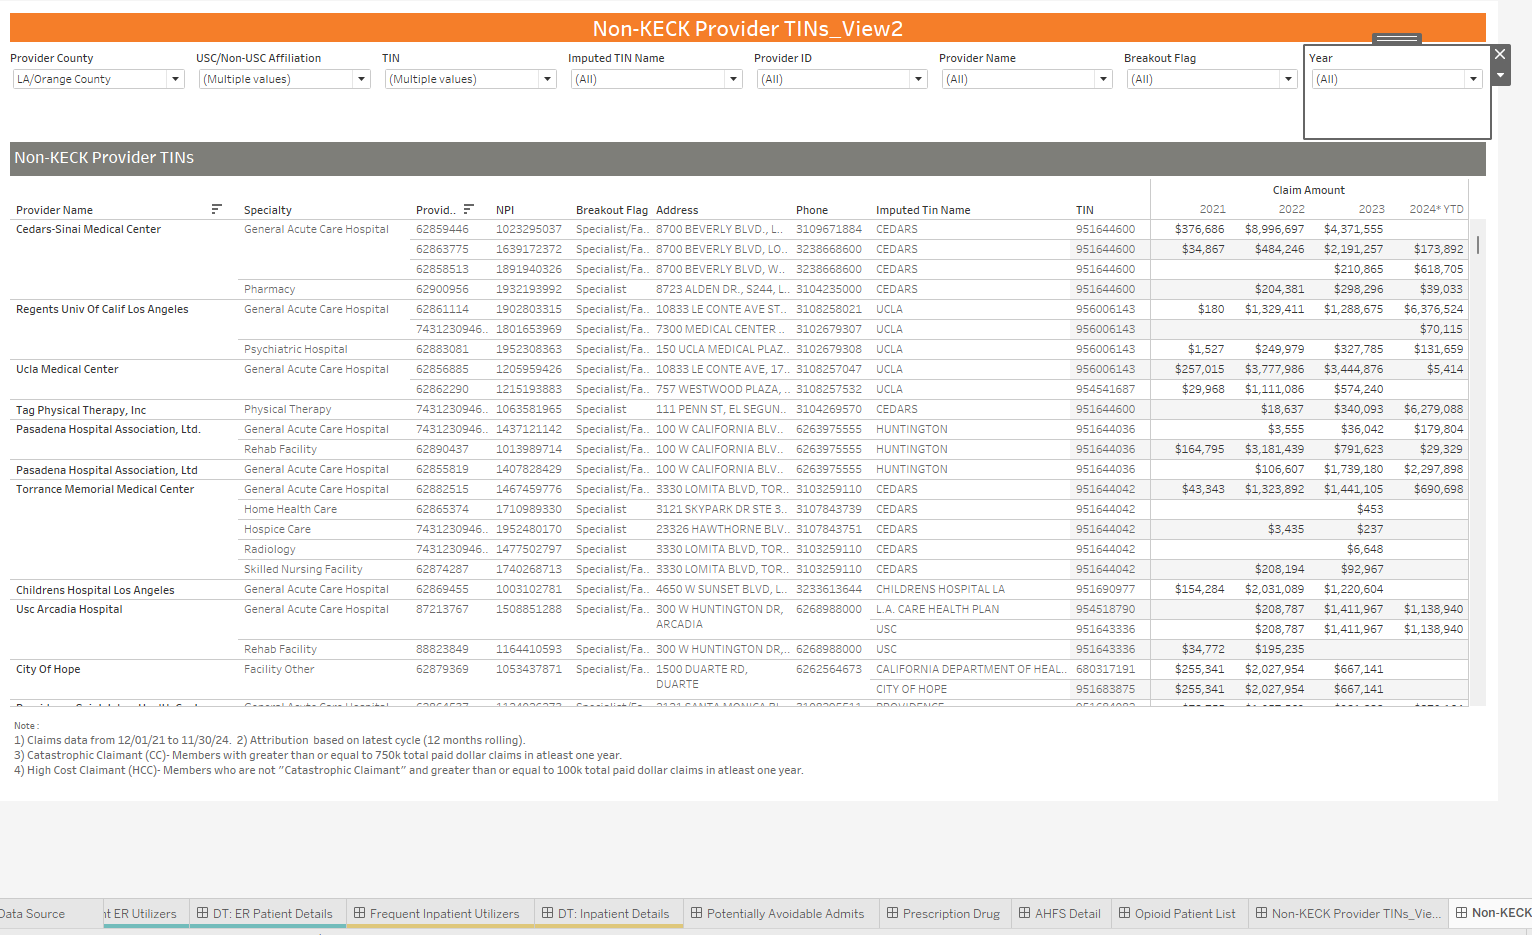 Non-KECK Provider TINs_View2
Provider County USC/Non-USC Affiliation TIN Imputed TIN Name Provider ID Provider Name Breakout Flag Year
LA/Orange County (Multiple values) (Multiple values) (All) (All) (All) (All) (All)
Non-KECK Provider TINs
Claim Amount
Provider Name Specialty Provid.. NPI Breakout Flag Address Phone Imputed Tin Name TIN 2021 2022 2023 2024* YTD
Cedars-Sinai Medical Center General Acute Care Hospital 62859446 1023295037 Specialist/Fa.. 8700 BEVERLY BLVD., L.. 3109671884 CEDARS 951644600 $376,686 $8,996,697 $4,371,555
62863775 1639172372 Specialist/Fa.. 8700 BEVERLY BLVD, LO.. 3238668600 CEDARS 951644600 $34,867 $484,246 $2,191,257 $173,892
62858513 1891940326 Specialist/Fa.. 8700 BEVERLY BLVD, W.. 3238668600 CEDARS 951644600 $210,865 $618,705
Pharmacy 62900956 1932193992 Specialist 8723 ALDEN DR., S244, L.. 3104235000 CEDARS 951644600 $204,381 $298,296 $39,033
Regents Univ Of Calif Los Angeles General Acute Care Hospital 62861114 1902803315 Specialist/Fa.. 10833 LE CONTE AVE ST.. 3108258021 UCLA 956006143 $180 $1,329,411 $1,288,675 $6,376,524
7431230946.. 1801653969 Specialist/Fa.. 7300 MEDICAL CENTER .. 3102679307 UCLA 956006143 $70,115
Psychiatric Hospital 62883081 1952308363 Specialist/Fa.. 150 UCLA MEDICAL PLAZ.. 3102679308 UCLA 956006143 $1,527 $249,979 $327,785 $131,659
Ucla Medical Center General Acute Care Hospital 62856885 1205959426 Specialist/Fa.. 10833 LE CONTE AVE, 17.. 3108257047 UCLA 956006143 $257,015 $3,777,986 $3,444,876 $5,414
62862290 1215193883 Specialist/Fa.. 757 WESTWOOD PLAZA, .. 3108257532 UCLA 954541687 $29,968 $1,111,086 $574,240
Tag Physical Therapy, Inc Physical Therapy 7431230946.. 1063581965 Specialist 111 PENN ST, EL SEGUN.. 3104269570 CEDARS 951644600 $18,637 $340,093 $6,279,088
Pasadena Hospital Association, Ltd. General Acute Care Hospital 7431230946.. 1437121142 Specialist/Fa.. 100 W CALIFORNIA BLV.. 6263975555 HUNTINGTON 951644036 $3,555 $36,042 $179,804
Rehab Facility 62890437 1013989714 Specialist/Fa.. 100 W CALIFORNIA BLV.. 6263975555 HUNTINGTON 951644036 $164,795 $3,181,439 $791,623 $29,329
Pasadena Hospital Association, Ltd General Acute Care Hospital 62855819 1407828429 Specialist/Fa.. 100 W CALIFORNIA BLV.. 6263975555 HUNTINGTON 951644036 $106,607 $1,739,180 $2,297,898
Torrance Memorial Medical Center General Acute Care Hospital 62882515 1467459776 Specialist/Fa.. 3330 LOMITA BLVD, TOR.. 3103259110 CEDARS 951644042 $43,343 $1,323,892 $1,441,105 $690,698
Home Health Care 62865374 1710989330 Specialist 3121 SKYPARK DR STE 3.. 3107843739 CEDARS 951644042 $453
Hospice Care 7431230946.. 1952480170 Specialist 23326 HAWTHORNE BLV.. 3107843751 CEDARS 951644042 $3,435 $237
Radiology 7431230946.. 1477502797 Specialist 3330 LOMITA BLVD, TOR.. 3103259110 CEDARS 951644042 $6,648
Skilled Nursing Facility 62874287 1740268713 Specialist/Fa.. 3330 LOMITA BLVD, TOR.. 3103259110 CEDARS 951644042 $208,194 $92,967
Childrens Hospital Los Angeles General Acute Care Hospital 62869455 1003102781 Specialist/Fa.. 4650 W SUNSET BLVD, L.. 3233613644 CHILDRENS HOSPITAL LA 951690977 $154,284 $2,031,089 $1,220,604
Usc Arcadia Hospital General Acute Care Hospital 87213767 1508851288 Specialist/Fa.. 300 W HUNTINGTON DR, 6268988000 L.A. CARE HEALTH PLAN 954518790 $208,787 $1,411,967 $1,138,940
ARCADIA USC 951643336 $208,787 $1,411,967 $1,138,940
Rehab Facility 88823849 1164410593 Specialist/Fa.. 300 W HUNTINGTON DR,.. 6268988000 USC 951643336 $34,772 $195,235
City Of Hope Facility Other 62879369 1053437871 Specialist/Fa.. 1500 DUARTE RD, 6262564673 CALIFORNIA DEPARTMENT OF HEAL.. 680317191 $255,341 $2,027,954 $667,141
DUARTE CITY OF HOPE 951683875 $255,341 $2,027,954 $667,141
Note :
1) Claims data from 12/01/21 to 11/30/24. 2) Attribution based on latest cycle (12 months rolling).
3) Catastrophic Claimant (CC)- Members with greater than or equal to 750k total paid dollar claims in atleast one year.
4) High Cost Claimant (HCC)- Members who are not "Catastrophic Claimant" and greater than or equal to 100k total paid dollar claims in atleast one year.
Data Source nt ER Utilizers DT: ER Patient Details Frequent Inpatient Utilizers DT: Inpatient Details Potentially Avoidable Admits Prescription Drug AHFS Detail Opioid Patient List Non-KECK Provider TINs_Vie... Non-KECK